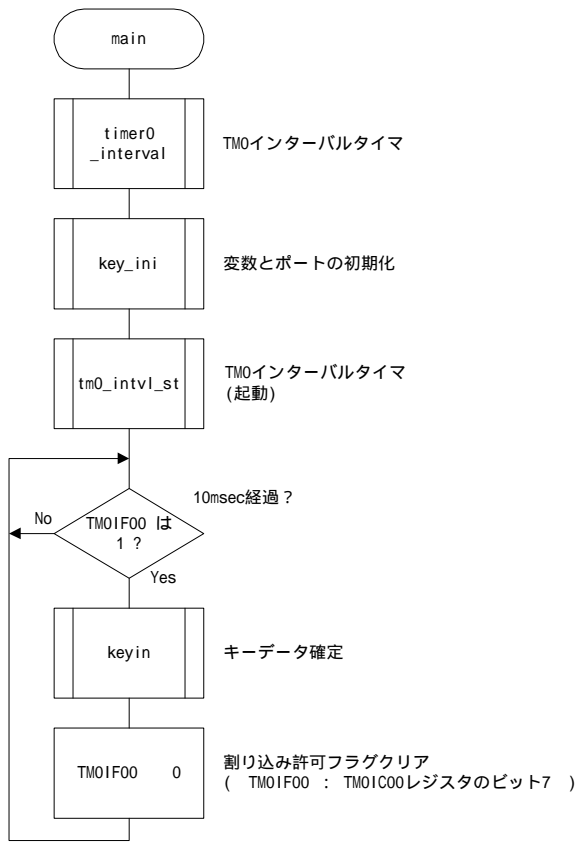 main
timer0
_interval
TM0インターバルタイマ
key_ini
変数とポートの初期化
tm0_intvl_st
TM0インターバルタイマ
(起動)
10msec経過？
No
TM0IF00 は
1 ?
Yes
keyin
キーデータ確定
TM0IF00 0
割り込み許可フラグクリア
( TM0IF00 : TM0IC00レジスタのビット7 )